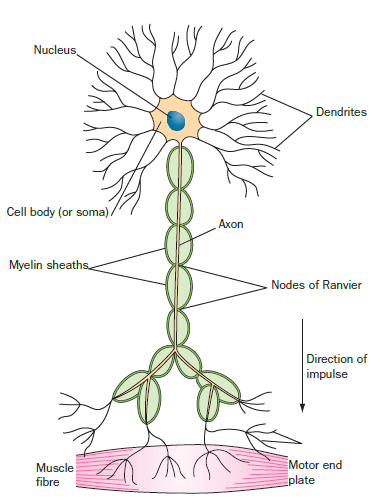 Nucleus
Dendrites
Cell body (or soma)
Axon
Myelin sheaths
Nodes of Ranvier
Direction of
impulse
Muscle
fibre
Motor end
plate